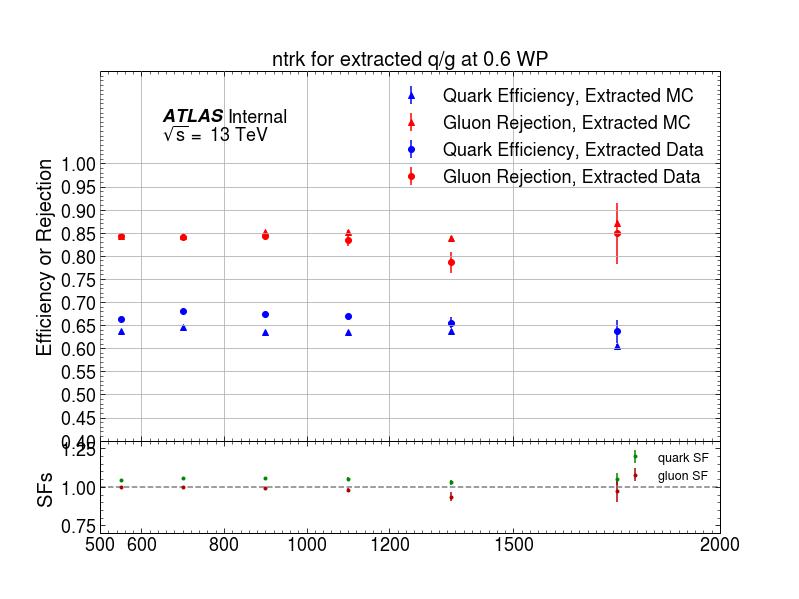 ntrk for extracted q/g at 0.6 WP
ATLAS Internal
√s = 13 TeV
Quark Efficiency, Extracted MC
Gluon Rejection, Extracted MC
Quark Efficiency, Extracted Data
Gluon Rejection, Extracted Data
Efficiency or Rejection
1.00
0.95
0.90
0.85
0.80
0.75
0.70
0.65
0.60
0.55
0.50
0.45
0.40
SFs
1.25
1.00
0.75
quark SF
gluon SF
500 600 800 1000 1200 1500 2000